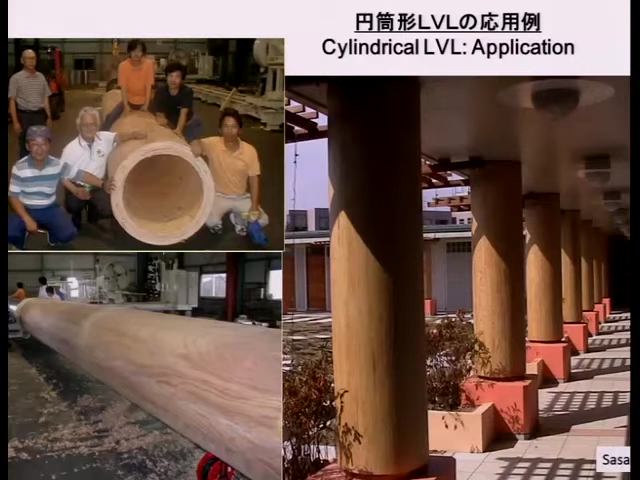 円筒形LVLの応用例
Cylindrical LVL: Application
Sasa